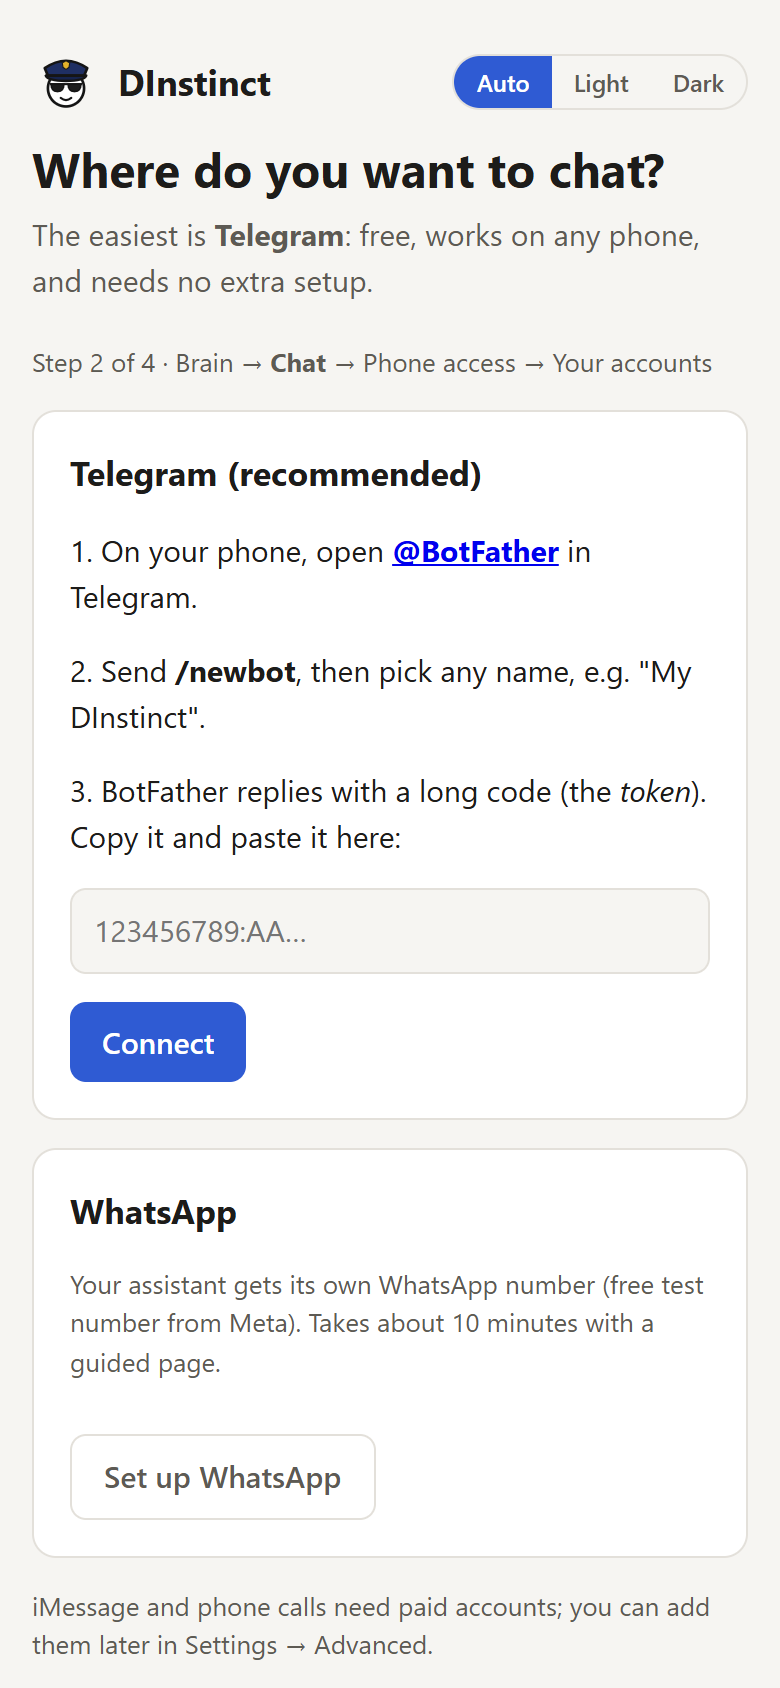 DInstinct
Auto Light Dark
Where do you want to chat?
The easiest is Telegram: free, works on any phone,
and needs no extra setup.
Step 2 of 4 · Brain → Chat → Phone access → Your accounts
Telegram (recommended)
1. On your phone, open @BotFather in
Telegram.
2. Send /newbot, then pick any name, e.g. "My
DInstinct".
3. BotFather replies with a long code (the token).
Copy it and paste it here:
123456789:AA...
Connect
WhatsApp
Your assistant gets its own WhatsApp number (free test
number from Meta). Takes about 10 minutes with a
guided page.
Set up WhatsApp
iMessage and phone calls need paid accounts; you can add
them later in Settings → Advanced.